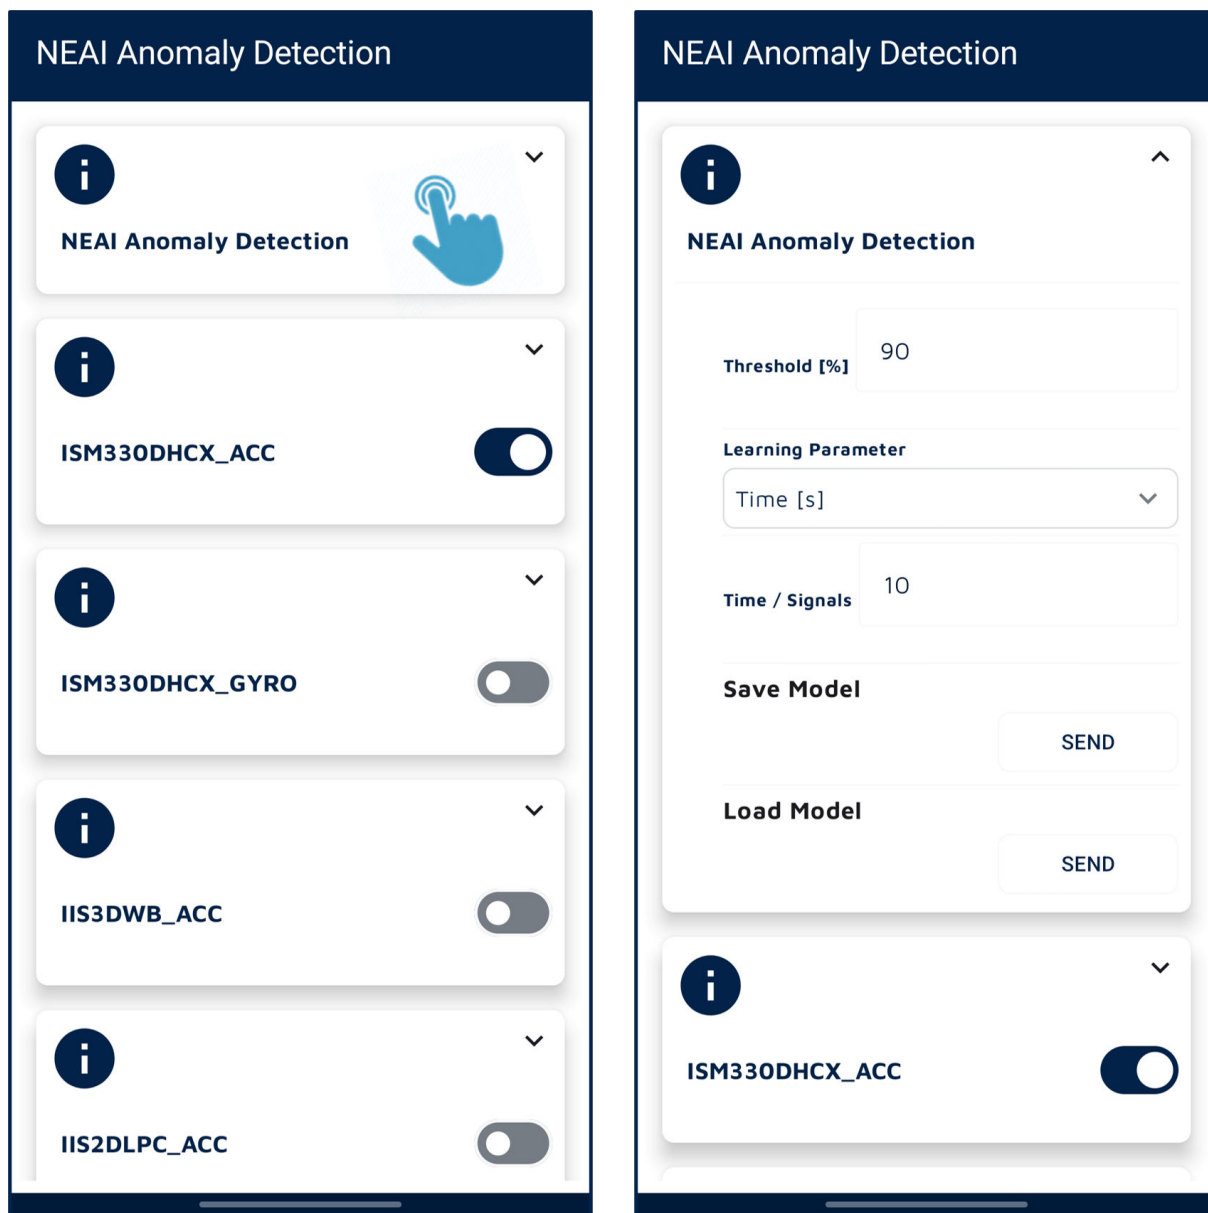 NEAI Anomaly Detection
NEAI Anomaly Detection
ISM330DHCX_ACC
ISM330DHCX_GYRO
IIS3DWB_ACC
IIS2DLPC_ACC
NEAI Anomaly Detection
NEAI Anomaly Detection
Threshold [%] 90
Learning Parameter
Time [s]
Time / Signals 10
Save Model
SEND
Load Model
SEND
ISM330DHCX_ACC